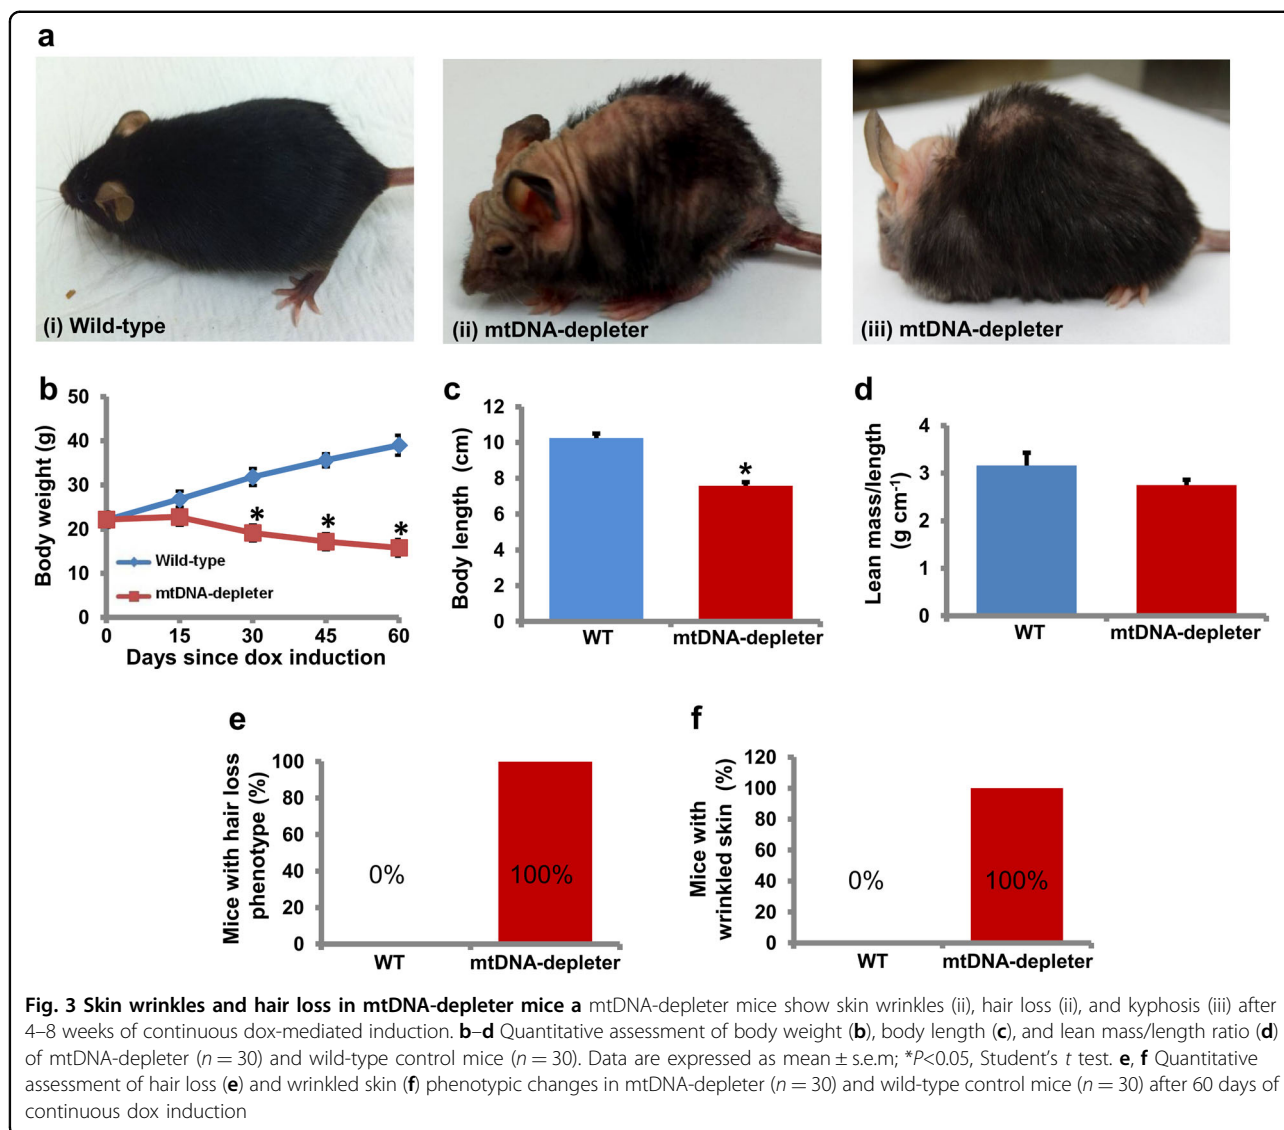 a
(i) Wild-type
(ii) mtDNA-depleter
(iii) mtDNA-depleter
b
Body weight (g)
50
40
30
20
10
0
* * *
Wild-type
mtDNA-depleter
0 15 30 45 60
Days since dox induction
c
Body length (cm)
12
10
8
6
4
2
0
*
WT mtDNA-depleter
d
Lean mass/length
(g cm⁻¹)
4
3
2
1
0
WT mtDNA-depleter
e
Mice with hair loss
phenotype (%)
100
80
60
40
20
0
0% 100%
WT mtDNA-depleter
f
Mice with
wrinkled skin (%)
120
100
80
60
40
20
0
0% 100%
WT mtDNA-depleter
Fig. 3 Skin wrinkles and hair loss in mtDNA-depleter mice a mtDNA-depleter mice show skin wrinkles (ii), hair loss (ii), and kyphosis (iii) after
4–8 weeks of continuous dox-mediated induction. b–d Quantitative assessment of body weight (b), body length (c), and lean mass/length ratio (d)
of mtDNA-depleter (n = 30) and wild-type control mice (n = 30). Data are expressed as mean ± s.e.m; *P<0.05, Student's t test. e, f Quantitative
assessment of hair loss (e) and wrinkled skin (f) phenotypic changes in mtDNA-depleter (n = 30) and wild-type control mice (n = 30) after 60 days of
continuous dox induction